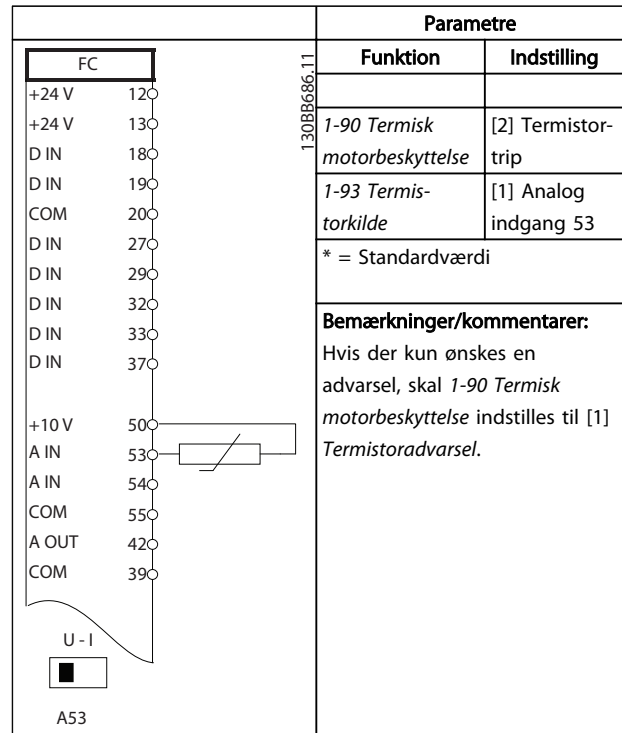 FC
+24 V 12
+24 V 13
D IN 18
D IN 19
COM 20
D IN 27
D IN 29
D IN 32
D IN 33
D IN 37
+10 V 50
A IN 53
A IN 54
COM 55
A OUT 42
COM 39
U - I
A53
130BB686.11
Parametre
Funktion Indstilling
1-90 Termisk motorbeskyttelse [2] Termistor-
trip
1-93 Termis-
torkilde [1] Analog
indgang 53
* = Standardværdi
Bemærkninger/kommentarer:
Hvis der kun ønskes en
advarsel, skal 1-90 Termisk
motorbeskyttelse indstilles til [1]
Termistoradvarsel.